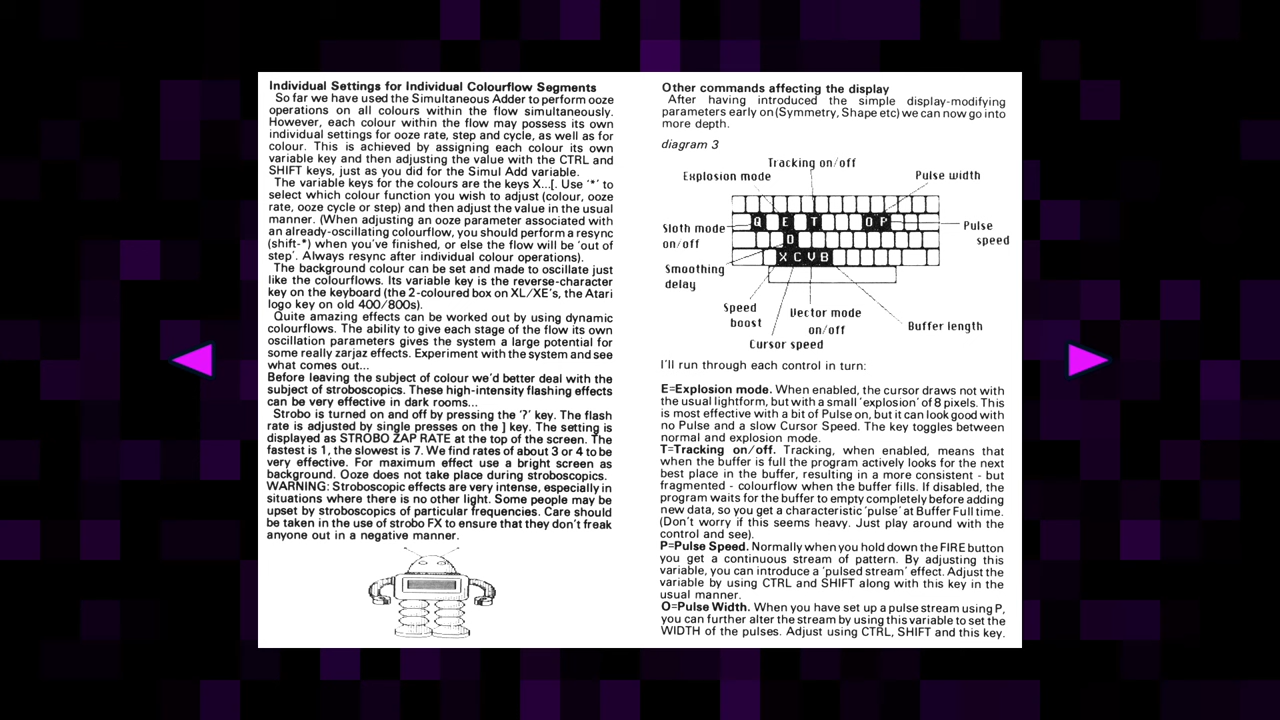 Individual Settings for Individual Colourflow Segments
So far we have used the Simultaneous Adder to perform ooze
operations on all colours within the flow simultaneously.
However, each colour within the flow may possess its own
individual settings for ooze rate, step and cycle, as well as for
colour. This is achieved by assigning each colour its own
variable key and then adjusting the value with the CTRL and
SHIFT keys, just as you did for the Simul Add variable.
The variable keys for the colours are the keys X...[. Use '*' to
select which colour function you wish to adjust (colour, ooze
rate, ooze cycle or step) and then adjust the value in the usual
manner. (When adjusting an ooze parameter associated with
an already-oscillating colourflow, you should perform a resync
(shift-*) when you've finished, or else the flow will be 'out of
step'. Always resync after individual colour operations).
The background colour can be set and made to oscillate just
like the colourflows. Its variable key is the reverse-character
key on the keyboard (the 2-coloured box on XL/XE's, the Atari
logo key on old 400/800s).
Quite amazing effects can be worked out by using dynamic
colourflows. The ability to give each stage of the flow its own
oscillation parameters gives the system a large potential for
some really zarjaz effects. Experiment with the system and see
what comes out...
Before leaving the subject of colour we'd better deal with the
subject of stroboscopics. These high-intensity flashing effects
can be very effective in dark rooms...
Strobo is turned on and off by pressing the '?' key. The flash
rate is adjusted by single presses on the ] key. The setting is
displayed as STROBO ZAP RATE at the top of the screen. The
fastest is 1, the slowest is 7. We find rates of about 3 or 4 to be
very effective. For maximum effect use a bright screen as
background. Ooze does not take place during stroboscopics.
WARNING: Stroboscopic effects are very intense, especially in
situations where there is no other light. Some people may be
upset by stroboscopics of particular frequencies. Care should
be taken in the use of strobo FX to ensure that they don't freak
anyone out in a negative manner.
Other commands affecting the display
After having introduced the simple display-modifying
parameters early on (Symmetry, Shape etc) we can now go into
more depth.
diagram 3
Tracking on/off
Explosion mode
Pulse width
Q E T O P
Sloth mode
on/off
Pulse
speed
D
X C V B
Smoothing
delay
Speed
boost
Vector mode
on/off
Buffer length
Cursor speed
I'll run through each control in turn:
E=Explosion mode. When enabled, the cursor draws not with
the usual lightform, but with a small 'explosion' of 8 pixels. This
is most effective with a bit of Pulse on, but it can look good with
no Pulse and a slow Cursor Speed. The key toggles between
normal and explosion mode.
T=Tracking on/off. Tracking, when enabled, means that
when the buffer is full the program actively looks for the next
best place in the buffer, resulting in a more consistent - but
fragmented - colourflow when the buffer fills. If disabled, the
program waits for the buffer to empty completely before adding
new data, so you get a characteristic 'pulse' at Buffer Full time.
(Don't worry if this seems heavy. Just play around with the
control and see).
P=Pulse Speed. Normally when you hold down the FIRE button
you get a continuous stream of pattern. By adjusting this
variable, you can introduce a 'pulsed stream' effect. Adjust the
variable by using CTRL and SHIFT along with this key in the
usual manner.
O=Pulse Width. When you have set up a pulse stream using P,
you can further alter the stream by using this variable to set the
WIDTH of the pulses. Adjust using CTRL, SHIFT and this key.